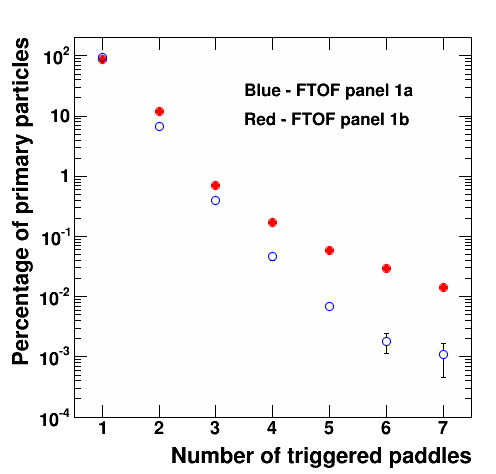 Percentage of primary particles
10²
10
1
10⁻¹
10⁻²
10⁻³
10⁻⁴
Blue - FTOF panel 1a
Red - FTOF panel 1b
1 2 3 4 5 6 7
Number of triggered paddles